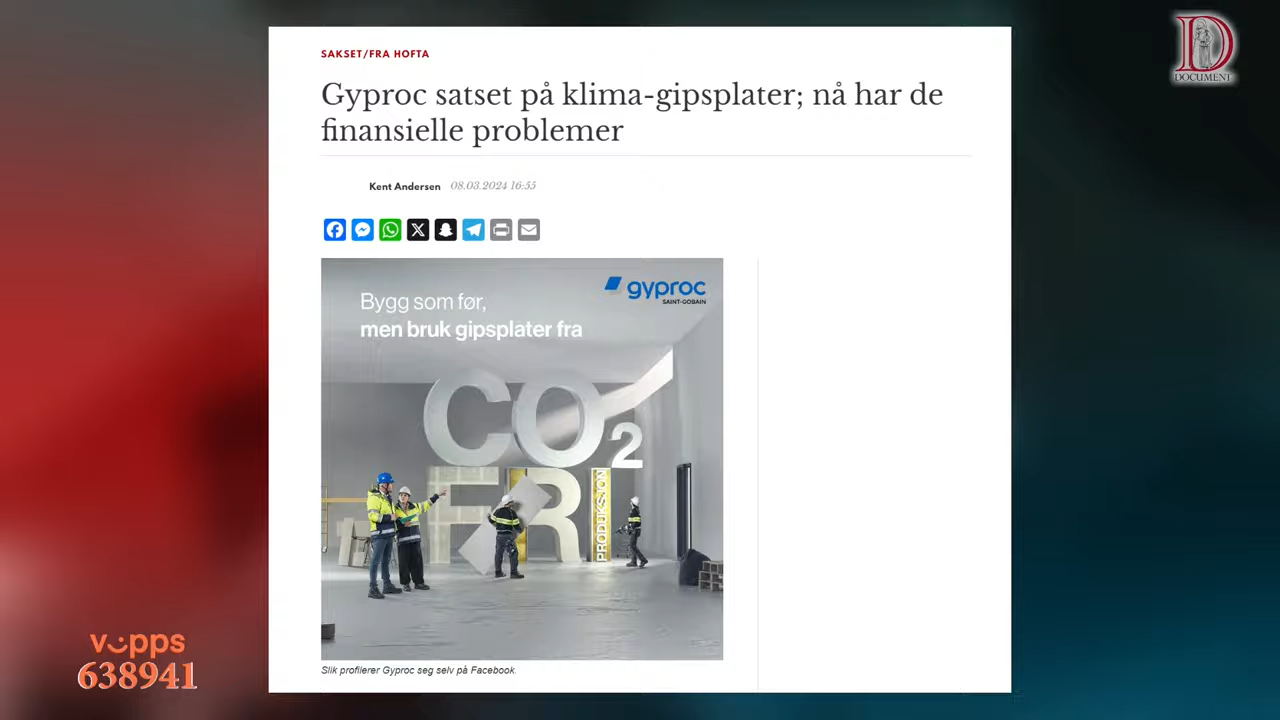 SAKSET/FRA HOFTA
Gyproc satset på klima-gipsplater; nå har de
finansielle problemer
Kent Andersen 08.03.2024 16:55
Bygg som før,
men bruk gipsplater fra
gyproc
SAINT-GOBAIN
CO2
FRI
PRODUKSJON
Slik profilerer Gyproc seg selv på Facebook.
DOCUMENT
vipps
638941